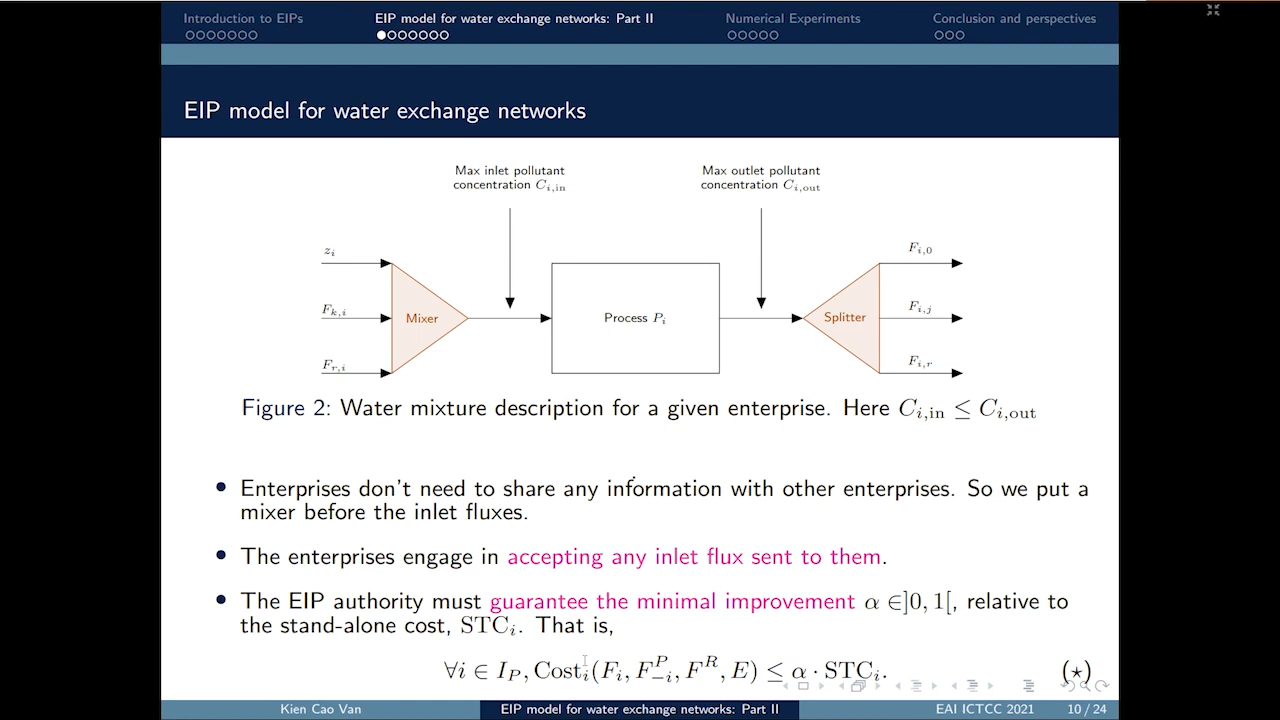 Introduction to EIPs
EIP model for water exchange networks: Part II
Numerical Experiments
Conclusion and perspectives
EIP model for water exchange networks
Max inlet pollutant
concentration C_{i,in}
Max outlet pollutant
concentration C_{i,out}
z_i
F_{k,i}
F_{r,i}
Mixer
Process P_i
Splitter
F_{i,0}
F_{i,j}
F_{i,r}
Figure 2: Water mixture description for a given enterprise. Here C_{i,in} ≤ C_{i,out}
• Enterprises don't need to share any information with other enterprises. So we put a
mixer before the inlet fluxes.
• The enterprises engage in accepting any inlet flux sent to them.
• The EIP authority must guarantee the minimal improvement α ∈]0, 1[, relative to
the stand-alone cost, STC_i. That is,
∀i ∈ I_P, Cost_i(F_i, F_{-i}^P, F^R, E) ≤ α · STC_i. (⋆)
Kien Cao Van
EIP model for water exchange networks: Part II
EAI ICTCC 2021
10 / 24